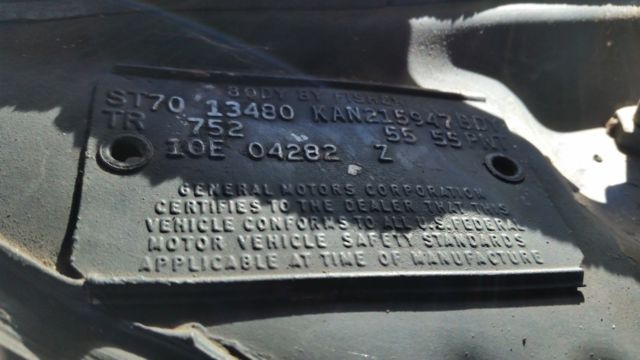 BODY BY FISHER
ST70 13480 KAN215947 BDY
TR 752 55 55 PNT
10E 04282 Z
GENERAL MOTORS CORPORATION
CERTIFIES TO THE DEALER THAT THIS
VEHICLE CONFORMS TO ALL U.S. FEDERAL
MOTOR VEHICLE SAFETY STANDARDS
APPLICABLE AT TIME OF MANUFACTURE